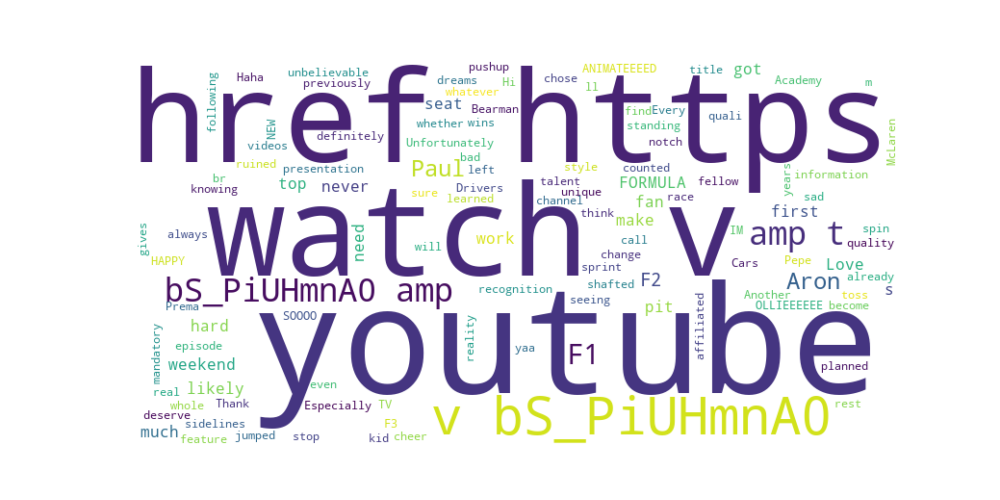 href https
watch v
youtube
v bS_PiUHmnAO
bS_PiUHmnAO amp
amp t
F1
Paul
Aron
pushup
unbelievable
previously
Haha
following
NEW
videos
definitely
dreams
whatever
Hi
chose
ANIMATEEEED
ll
title
got
Academy
m
seat
Bearman
whether
wins
Unfortunately
find
Every
standing
quali
notch
McLaren
ruined
presentation
br
knowing
top
never
bad
left
sure
learned
Drivers
style
counted
talent
unique
channel
FORMULA
fellow
fan
race
think
make
years
information
sad
first
spin
quality
IM
gives
always
HAPPY
need
will
work
call
change
sprint
shafted
F2
recognition
seeing
pit
Cars
Pepe
Love
already
Another
toss
S
OLLIEEEEEE
become
Prema
SOOOO
hard
mandatory
episode
weekend
real
likely
even
reality
yaa
affiliated
planned
whole
Thank
Especially
TV
deserve
sidelines
F3
much
feature
jumped
stop
kid
cheer
rest